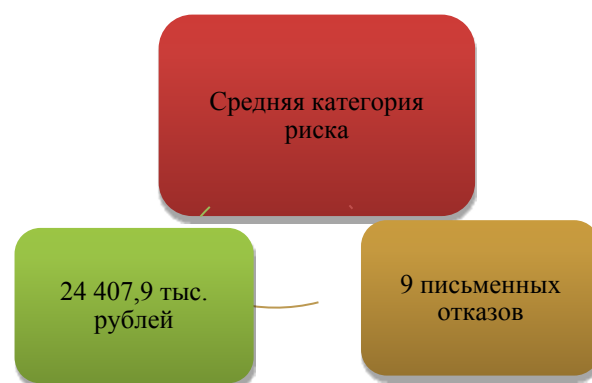 Средняя категория
риска
24 407,9 тыс.
рублей
9 письменных
отказов